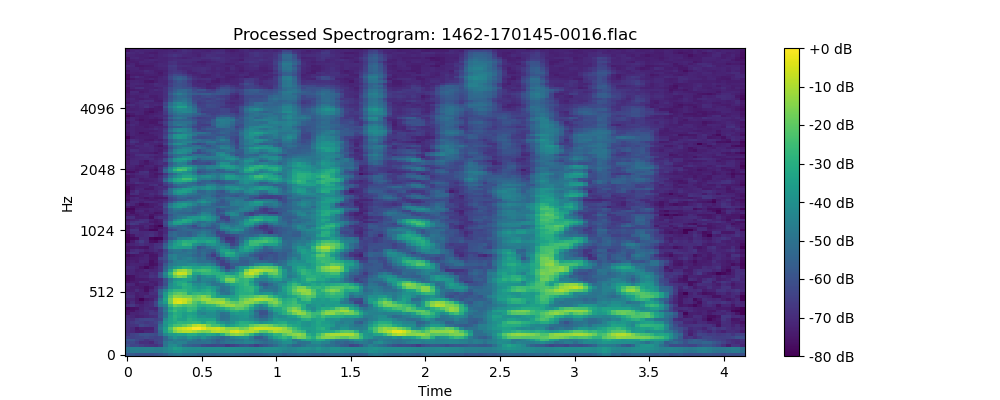 Processed Spectrogram: 1462-170145-0016.flac
+0 dB
-10 dB
4096
-20 dB
2048
-30 dB
Hz
-40 dB
1024
-50 dB
512
-60 dB
-70 dB
0
-80 dB
0 0.5 1 1.5 2 2.5 3 3.5 4
Time